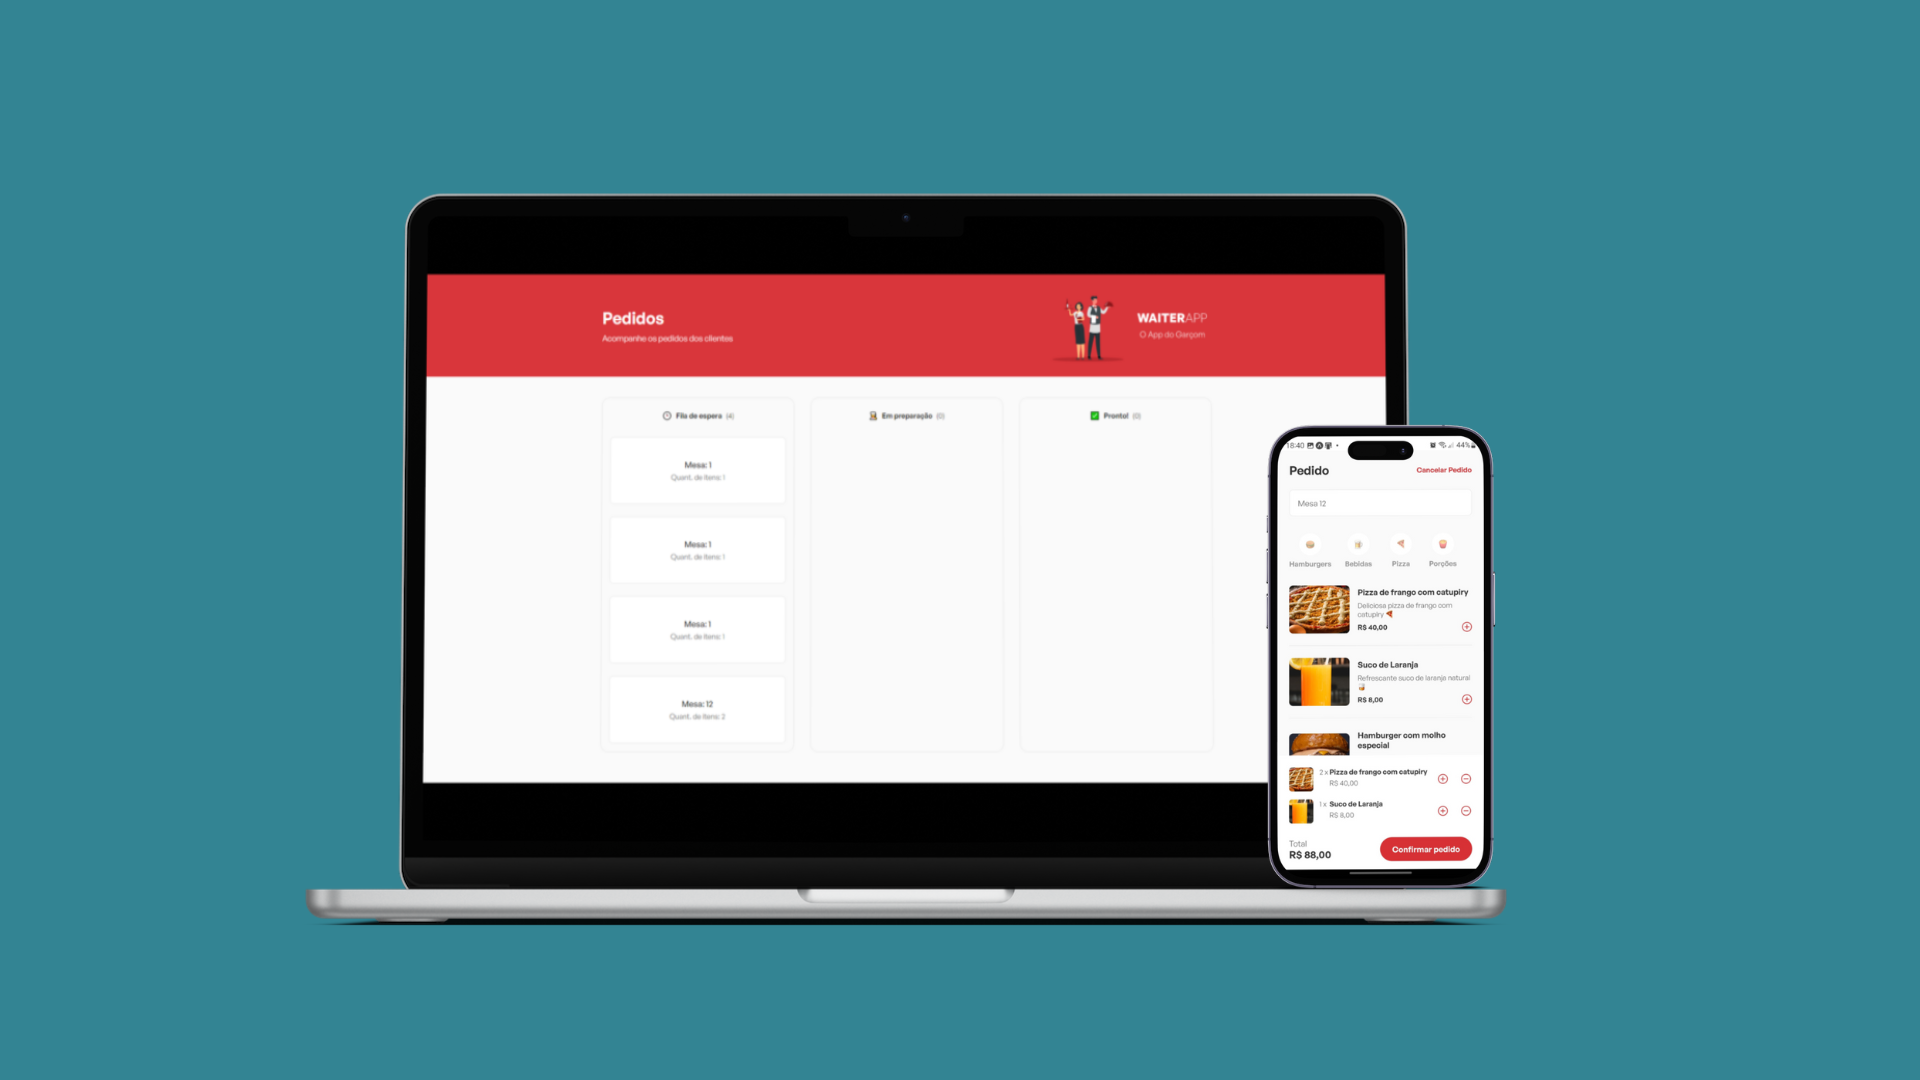 Pedidos
Acompanhe os pedidos dos clientes
WAITERAPP
O App do Garçom
Fila de espera (4)
Em preparação (0)
Pronto! (0)
Mesa: 1
Quant. de itens: 1
Mesa: 1
Quant. de itens: 1
Mesa: 1
Quant. de itens: 1
Mesa: 12
Quant. de itens: 2
18:40
44%
Pedido
Cancelar Pedido
Mesa 12
Hamburgers
Bebidas
Pizza
Porções
Pizza de frango com catupiry
Deliciosa pizza de frango com
catupiry 🍕
R$ 40,00
Suco de Laranja
Refrescante suco de laranja natural
🥃
R$ 8,00
Hamburger com molho
especial
2 x Pizza de frango com catupiry
R$ 40,00
1 x Suco de Laranja
R$ 8,00
Total
R$ 88,00
Confirmar pedido